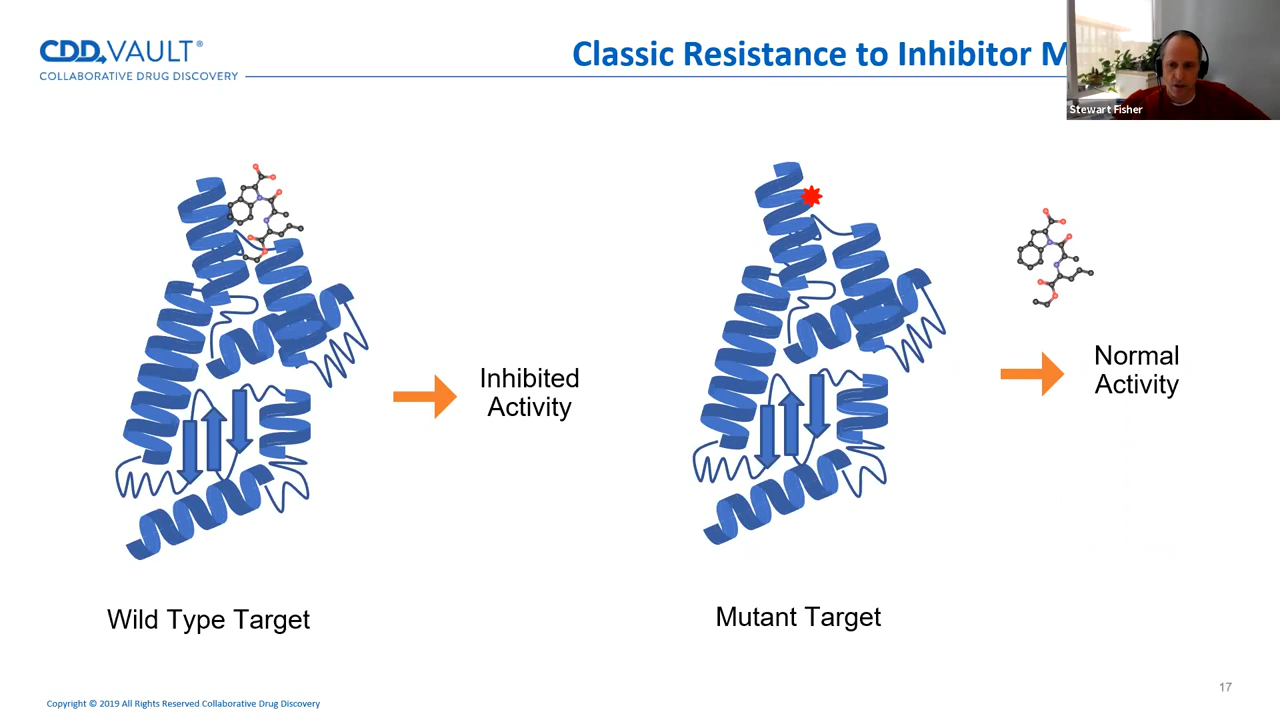 CDD VAULT®
COLLABORATIVE DRUG DISCOVERY
Classic Resistance to Inhibitor
Stewart Fisher
Inhibited
Activity
Normal
Activity
Wild Type Target
Mutant Target
17
Copyright © 2019 All Rights Reserved Collaborative Drug Discovery